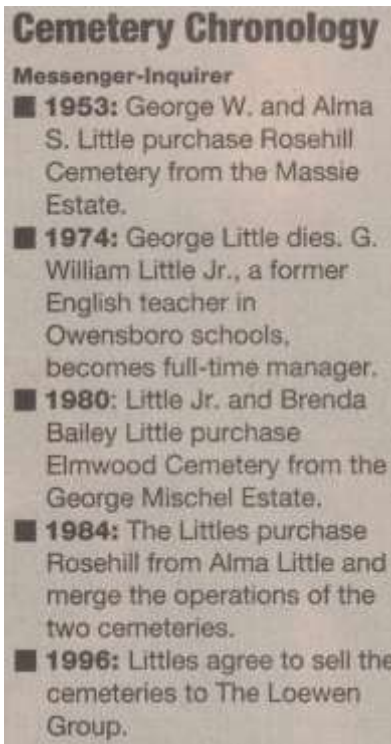 Cemetery Chronology
Messenger-Inquirer
■ 1953: George W. and Alma
S. Little purchase Rosehill
Cemetery from the Massie
Estate.
■ 1974: George Little dies. G.
William Little Jr., a former
English teacher in
Owensboro schools,
becomes full-time manager.
■ 1980: Little Jr. and Brenda
Bailey Little purchase
Elmwood Cemetery from the
George Mischel Estate.
■ 1984: The Littles purchase
Rosehill from Alma Little and
merge the operations of the
two cemeteries.
■ 1996: Littles agree to sell the
cemeteries to The Loewen
Group.